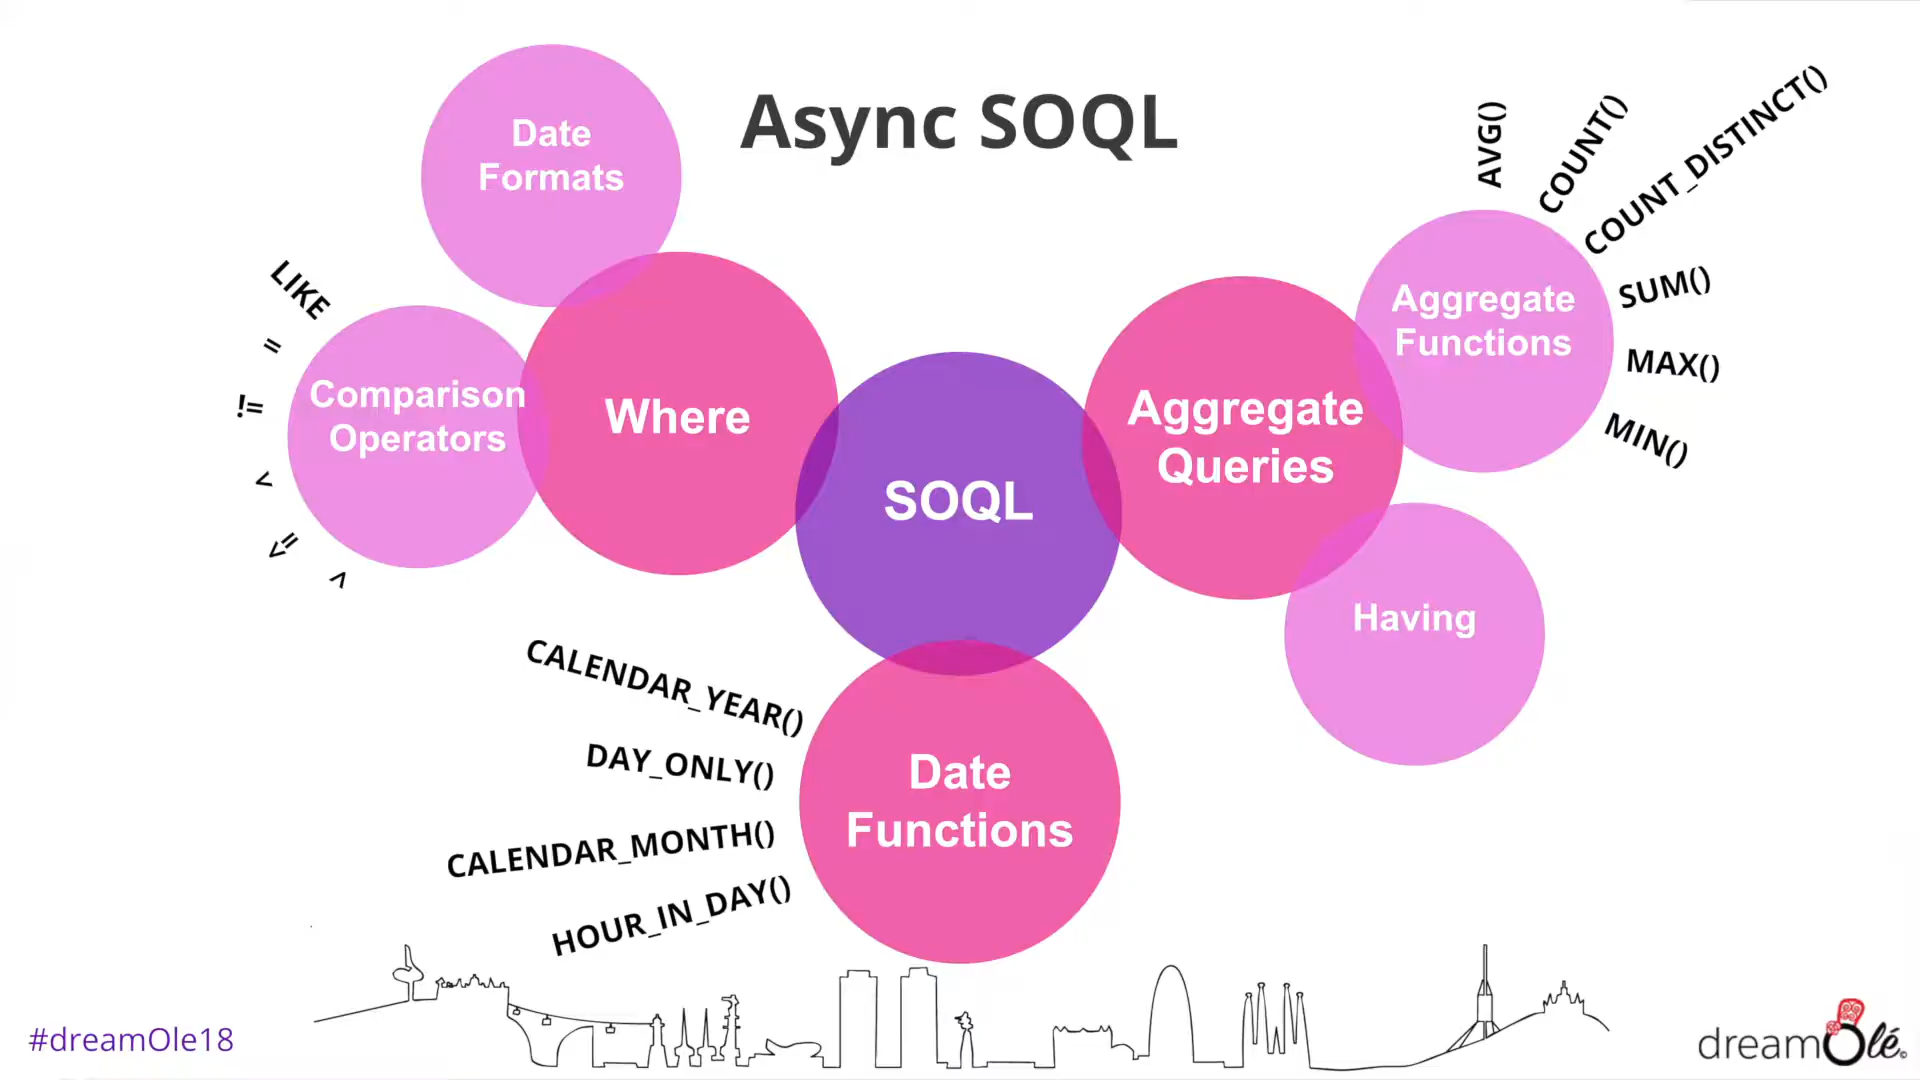 Async SOQL
Date
Formats
LIKE
=
!=
Comparison
Operators
Where
SOQL
Aggregate
Queries
Aggregate
Functions
AVG()
COUNT()
COUNT_DISTINCT()
SUM()
MAX()
MIN()
Having
CALENDAR_YEAR()
DAY_ONLY()
CALENDAR_MONTH()
HOUR_IN_DAY()
Date
Functions
#dreamOle18
dreamOlé